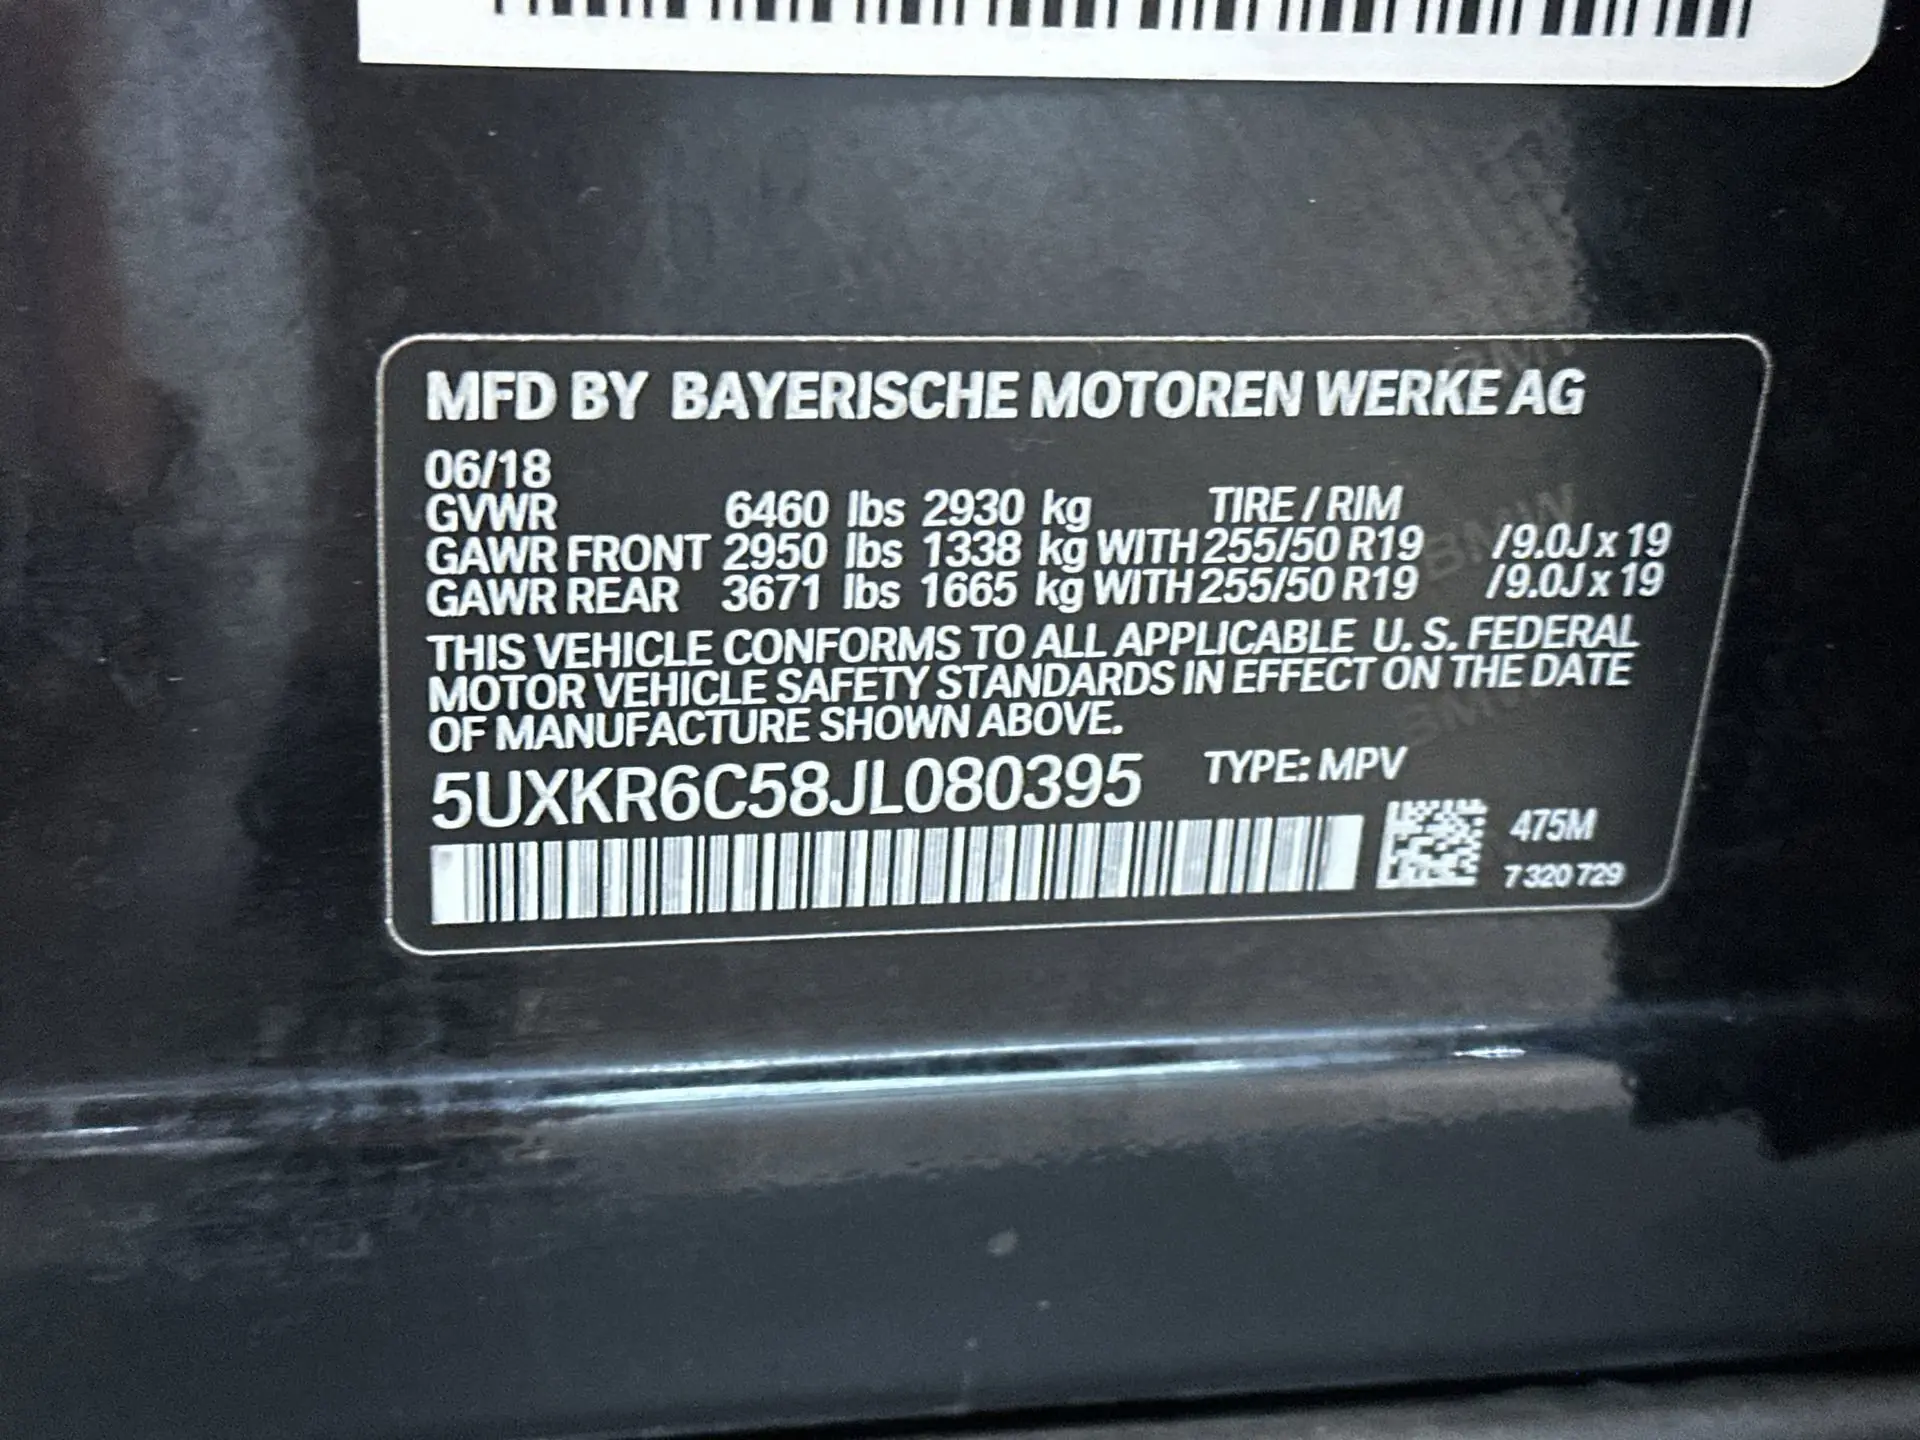 MFD BY BAYERISCHE MOTOREN WERKE AG
06/18
GVWR 6460 lbs 2930 kg TIRE / RIM
GAWR FRONT 2950 lbs 1338 kg WITH 255/50 R19 /9.0J x 19
GAWR REAR 3671 lbs 1665 kg WITH 255/50 R19 /9.0J x 19
THIS VEHICLE CONFORMS TO ALL APPLICABLE U. S. FEDERAL
MOTOR VEHICLE SAFETY STANDARDS IN EFFECT ON THE DATE
OF MANUFACTURE SHOWN ABOVE.
5UXKR6C58JL080395 TYPE: MPV
475M
7 320 729
BMW
BMW
BMW